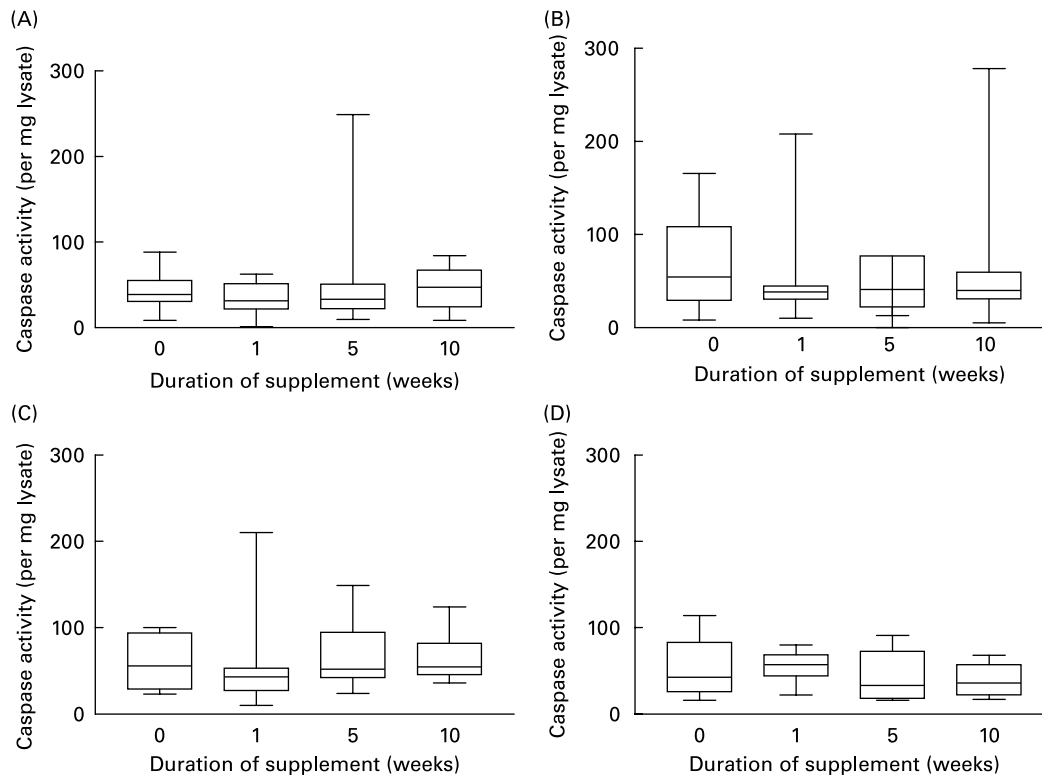 (A)
Caspase activity (per mg lysate)
300
200
100
0
0 1 5 10
Duration of supplement (weeks)
(B)
Caspase activity (per mg lysate)
300
200
100
0
0 1 5 10
Duration of supplement (weeks)
(C)
Caspase activity (per mg lysate)
300
200
100
0
0 1 5 10
Duration of supplement (weeks)
(D)
Caspase activity (per mg lysate)
300
200
100
0
0 1 5 10
Duration of supplement (weeks)